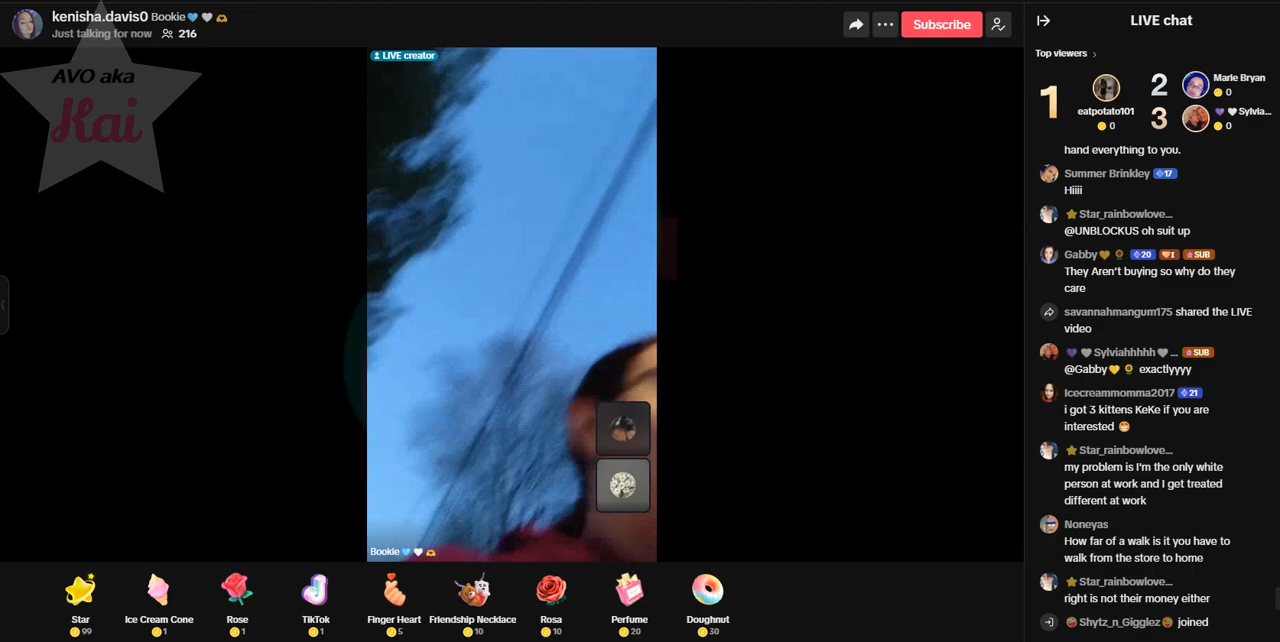 kenisha.davis0 Bookie🩵🤍🫶
Just talking for now 216
Subscribe
AVO aka
Kai
LIVE creator
Bookie🩵🤍🫶
Star
99
Ice Cream Cone
1
Rose
1
TikTok
1
Finger Heart
5
Friendship Necklace
10
Rosa
10
Perfume
20
Doughnut
30
LIVE chat
Top viewers
1
eatpotato101
0
2
Marie Bryan
0
3
💜🤍Sylvia...
0
hand everything to you.
Summer Brinkley 17
Hiiii
⭐Star_rainbowlove...
@UNBLOCKUS oh suit up
Gabby💛🌻 20 I SUB
They Aren't buying so why do they
care
savannahmangum175 shared the LIVE
video
💜🤍Sylviahhhhh🤍... SUB
@Gabby💛🌻 exactlyyyy
Icecreammomma2017 21
i got 3 kittens KeKe if you are
interested 😁
⭐Star_rainbowlove...
my problem is I'm the only white
person at work and I get treated
different at work
Noneyas
How far of a walk is it you have to
walk from the store to home
⭐Star_rainbowlove...
right is not their money either
Shytz_n_Gigglez joined